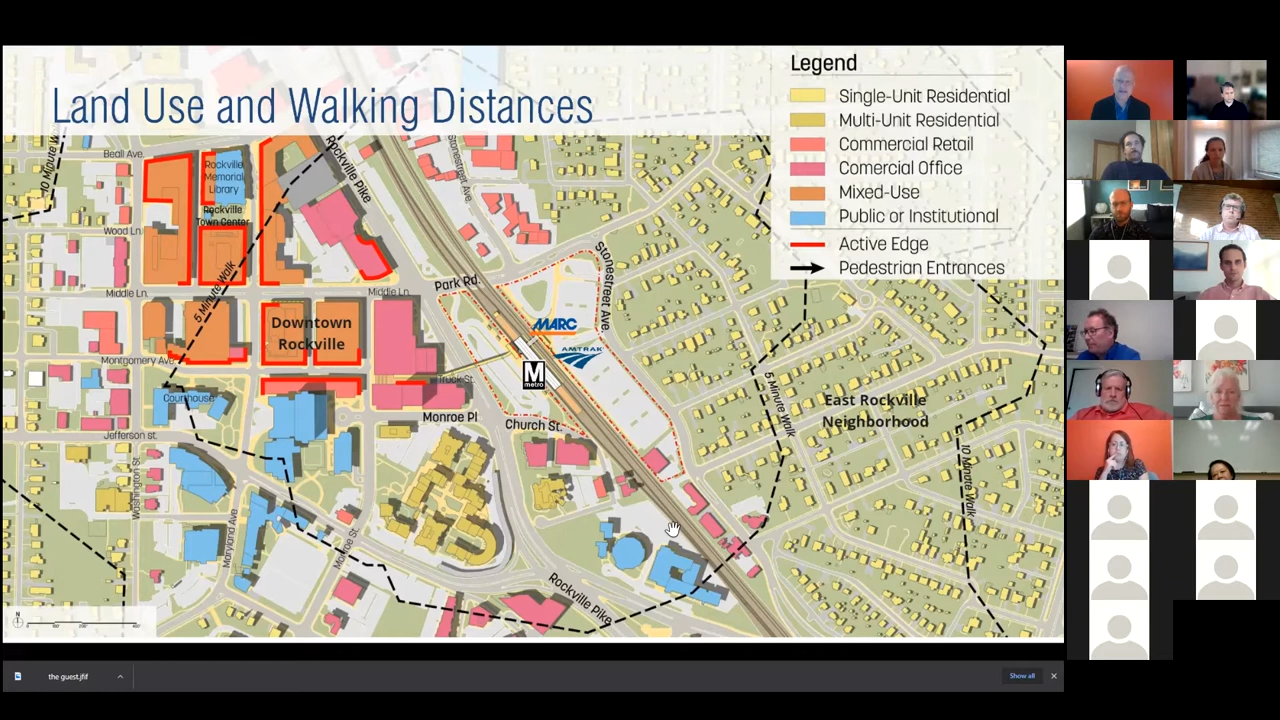 Land Use and Walking Distances
Legend
Single-Unit Residential
Multi-Unit Residential
Commercial Retail
Comercial Office
Mixed-Use
Public or Institutional
Active Edge
Pedestrian Entrances
10 Minute W
Beall Ave.
Rockville
Memorial
Library
Rockville
Town Center
Rockville Pike
Stonestreet Ave.
Wood Ln.
5 Minute Walk
Middle Ln.
Middle Ln.
Park Rd.
Stonestreet Ave.
MARC
AMTRAK
M
metro
Downtown
Rockville
Montgomery Ave.
Truck St.
Courthouse
Monroe Pl
Church St.
Jefferson st.
Washington St.
Maryland Ave
Monroe St.
Rockville Pike
5 Minute Walk
East Rockville
Neighborhood
10 Minute Walk
N
0
the guest.jfif
Show all